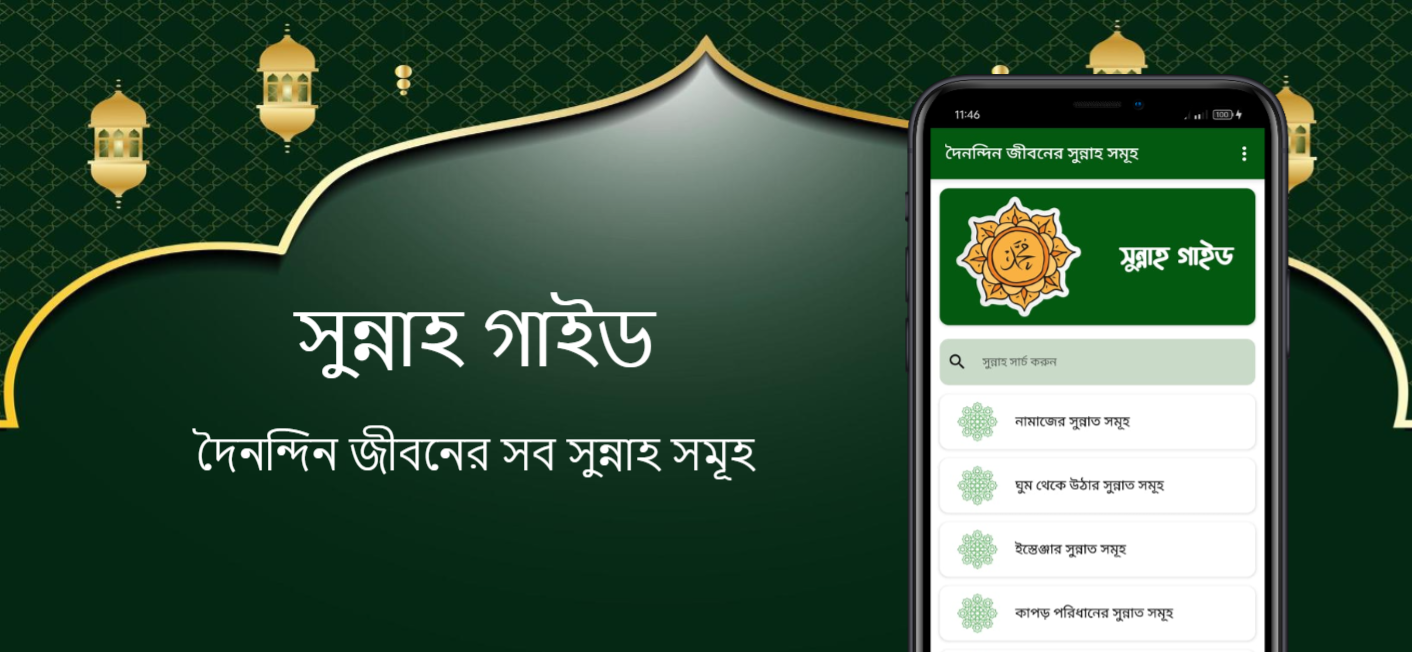 সুন্নাহ গাইড
দৈনন্দিন জীবনের সব সুন্নাহ সমূহ
11:46
100
দৈনন্দিন জীবনের সুন্নাহ সমূহ
সুন্নাহ গাইড
সুন্নাহ সার্চ করুন
নামাজের সুন্নাত সমূহ
ঘুম থেকে উঠার সুন্নাত সমূহ
ইস্তেঞ্জার সুন্নাত সমূহ
কাপড় পরিধানের সুন্নাত সমূহ